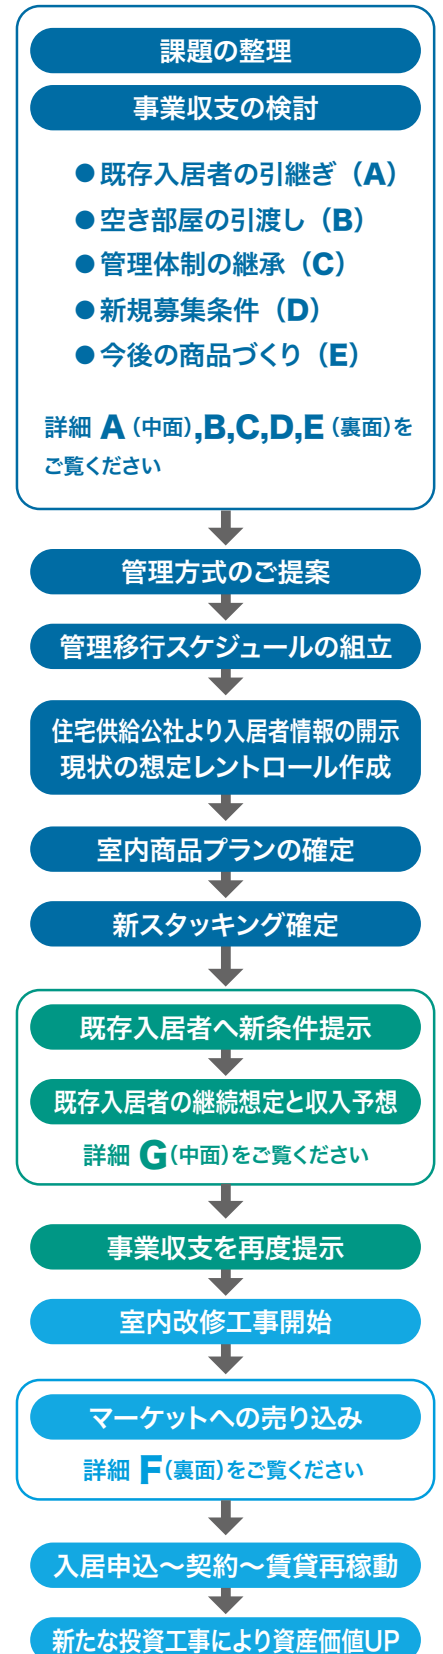 課題の整理
事業収支の検討
●既存入居者の引継ぎ（A）
●空き部屋の引渡し（B）
●管理体制の継承（C）
●新規募集条件（D）
●今後の商品づくり（E）
詳細 A（中面）,B,C,D,E（裏面）を
ご覧ください
管理方式のご提案
管理移行スケジュールの組立
住宅供給公社より入居者情報の開示
現状の想定レントロール作成
室内商品プランの確定
新スタッキング確定
既存入居者へ新条件提示
既存入居者の継続想定と収入予想
詳細 G（中面）をご覧ください
事業収支を再度提示
室内改修工事開始
マーケットへの売り込み
詳細 F（裏面）をご覧ください
入居申込～契約～賃貸再稼動
新たな投資工事により資産価値UP